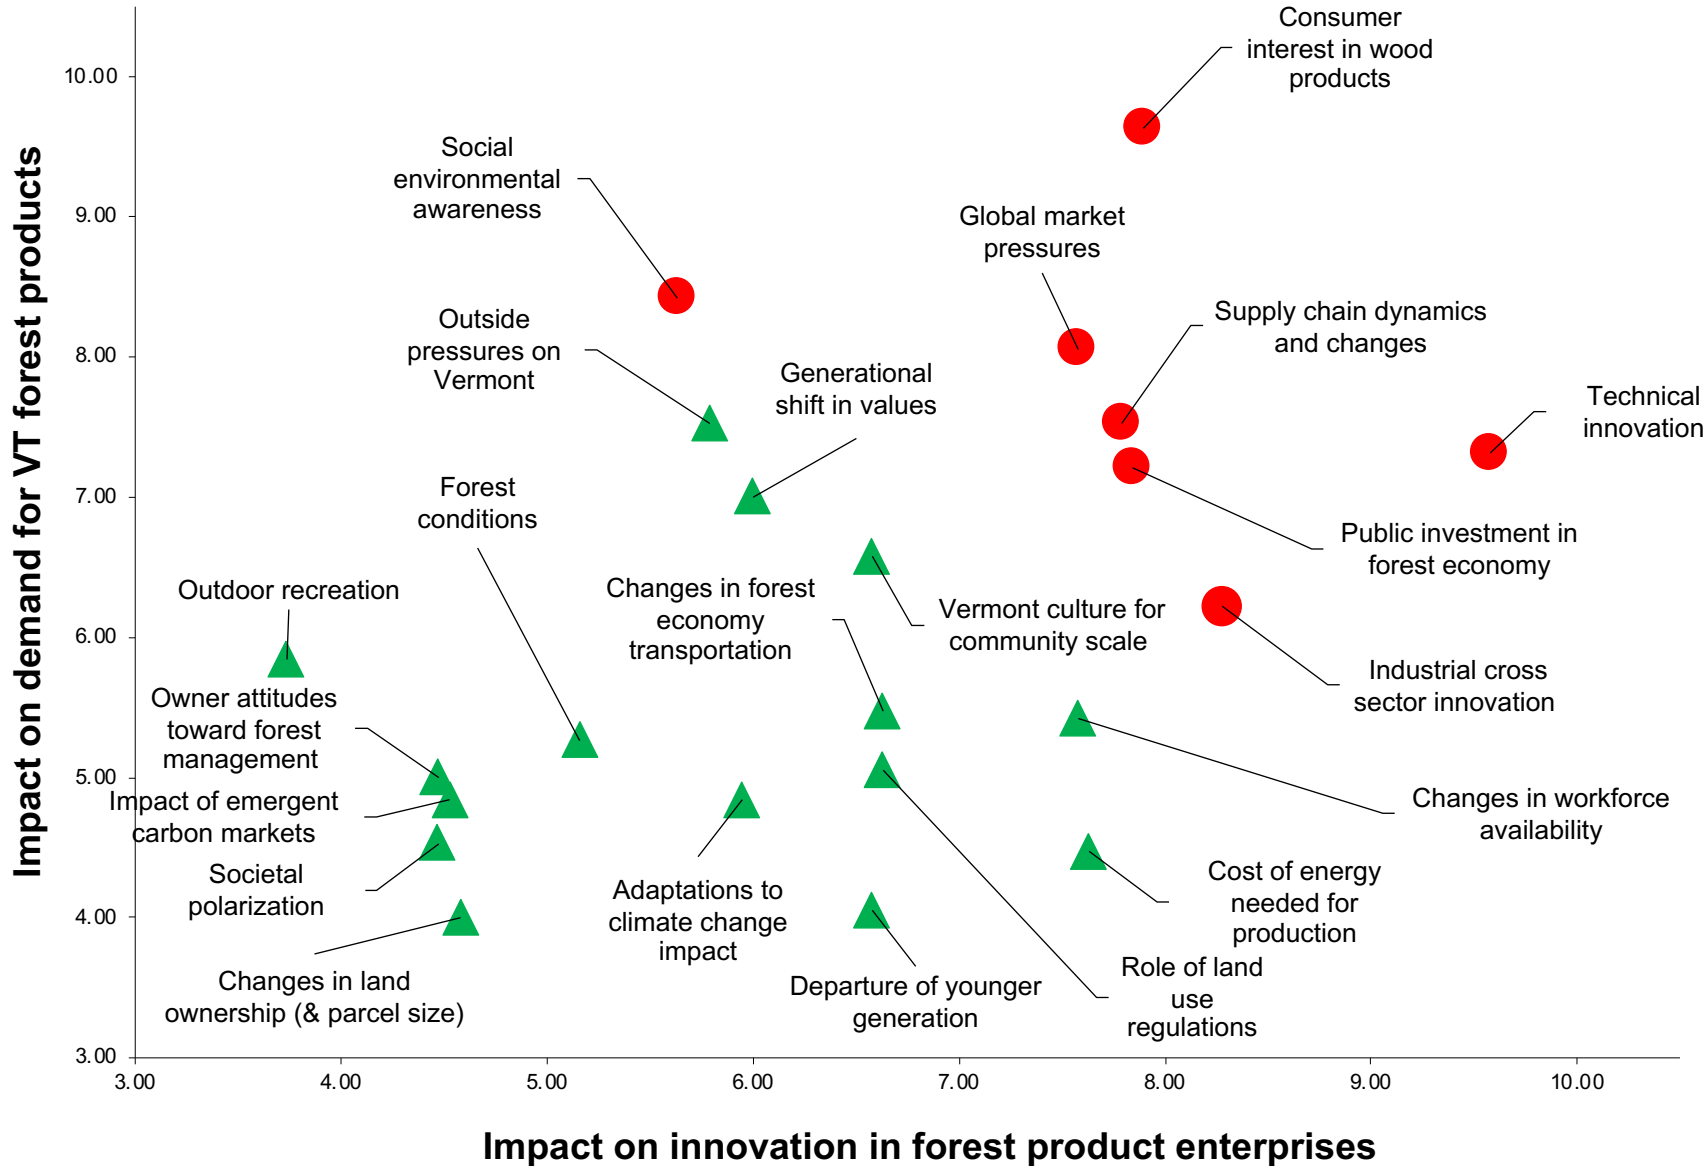 Consumer
interest in wood
products
10.00
Social
environmental
awareness
9.00
Global market
pressures
Supply chain dynamics
and changes
Outside
pressures on
Vermont
8.00
Generational
shift in values
Technical
innovation
7.00
Forest
conditions
Public investment in
forest economy
Outdoor recreation
Changes in forest
economy
transportation
Vermont culture for
community scale
6.00
Industrial cross
sector innovation
Owner attitudes
toward forest
management
5.00
Impact of emergent
carbon markets
Changes in workforce
availability
Societal
polarization
Adaptations to
climate change
impact
Cost of energy
needed for
production
4.00
Changes in land
ownership (& parcel size)
Departure of younger
generation
Role of land
use
regulations
3.00
3.00 4.00 5.00 6.00 7.00 8.00 9.00 10.00
Impact on demand for VT forest products
Impact on innovation in forest product enterprises